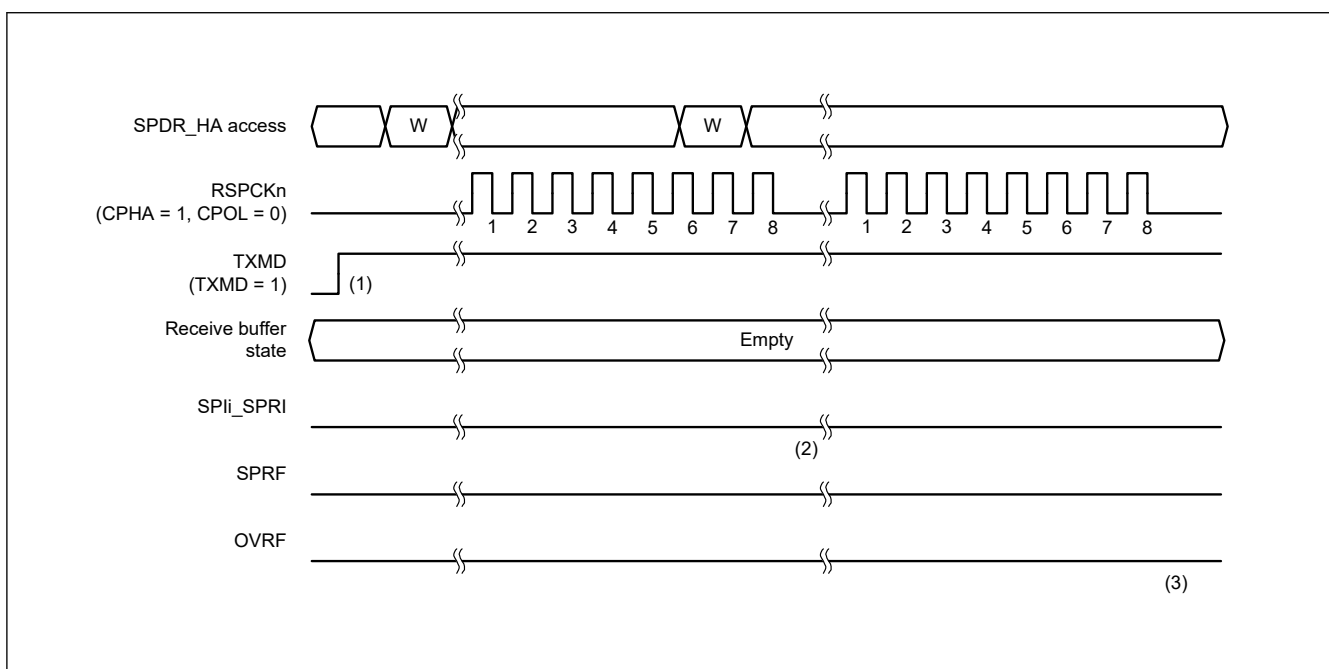 SPDR_HA access
W
W
RSPCKn
(CPHA = 1, CPOL = 0)
1 2 3 4 5 6 7 8
1 2 3 4 5 6 7 8
TXMD
(TXMD = 1)
(1)
Receive buffer
state
Empty
SPIi_SPRI
(2)
SPRF
OVRF
(3)